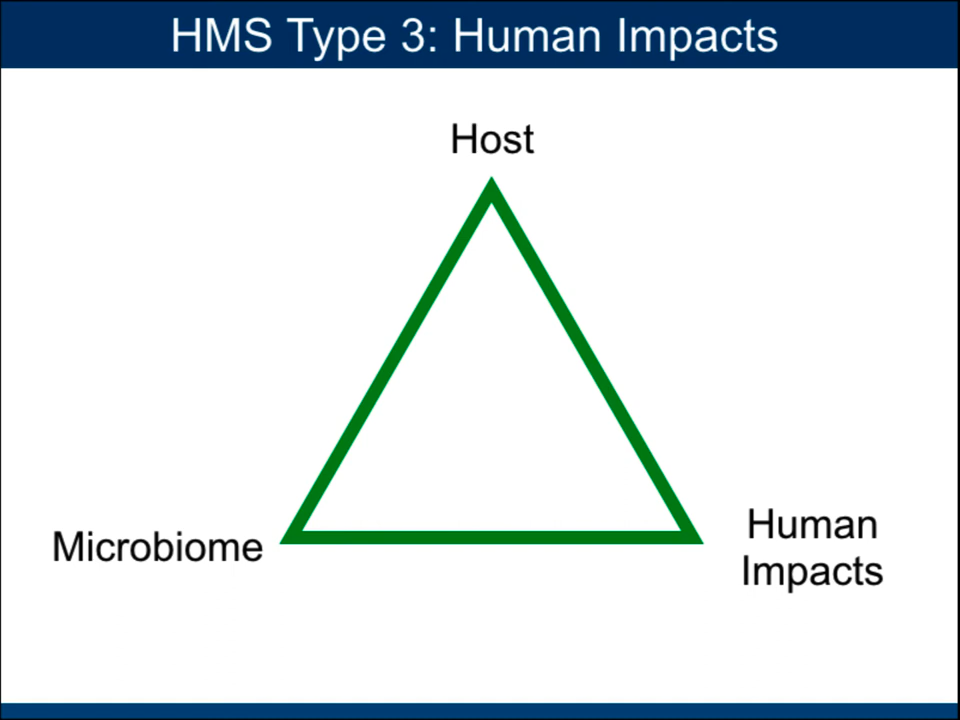 HMS Type 3: Human Impacts
Host
Microbiome
Human
Impacts